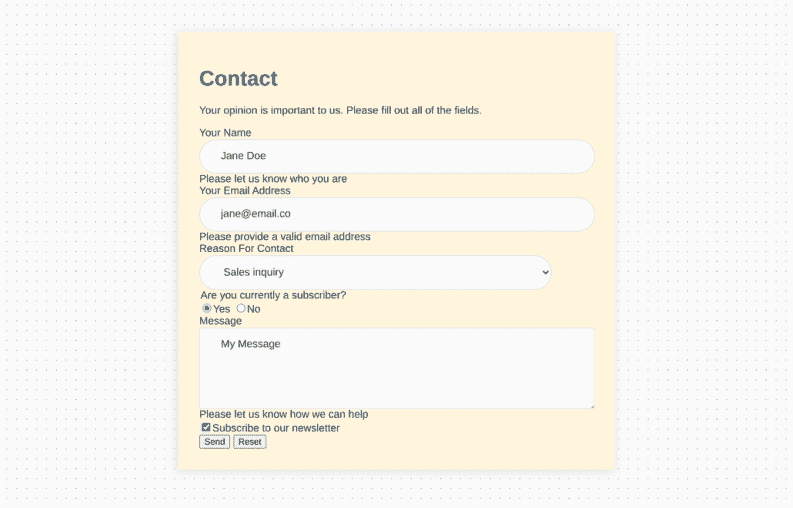 Contact
Your opinion is important to us. Please fill out all of the fields.
Your Name
Jane Doe
Please let us know who you are
Your Email Address
jane@email.co
Please provide a valid email address
Reason For Contact
Sales inquiry
Are you currently a subscriber?
Yes No
Message
My Message
Please let us know how we can help
Subscribe to our newsletter
Send Reset